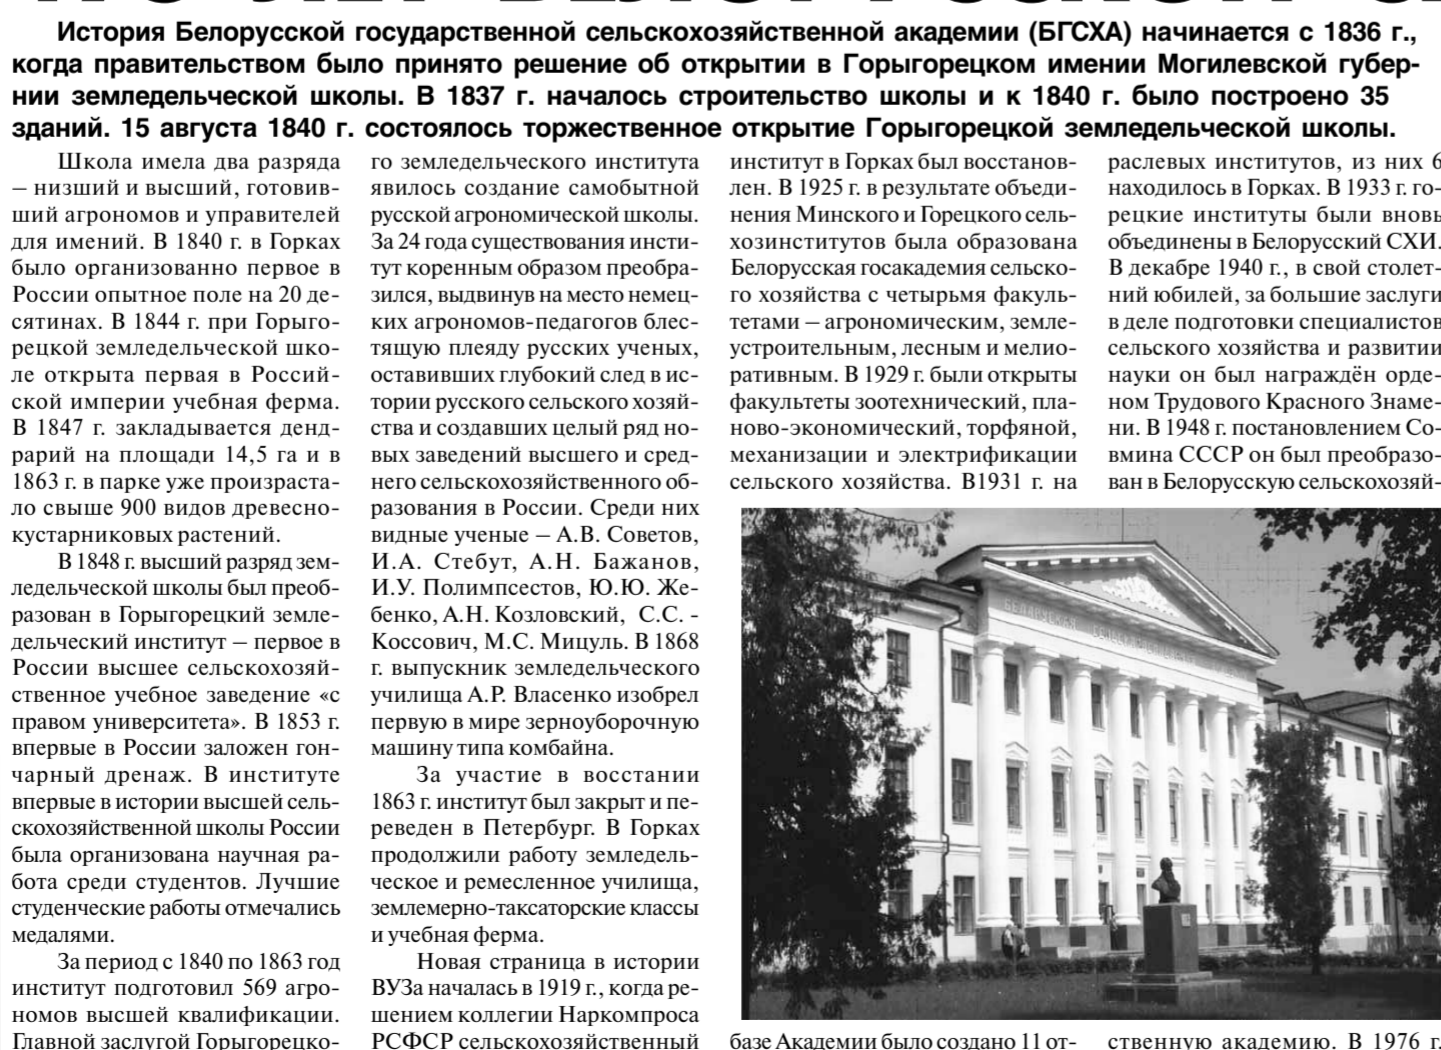 История Белорусской государственной сельскохозяйственной академии (БГСХА) начинается с 1836 г.,
когда правительством было принято решение об открытии в Горыгорецком имении Могилевской губер-
нии земледельческой школы. В 1837 г. началось строительство школы и к 1840 г. было построено 35
зданий. 15 августа 1840 г. состоялось торжественное открытие Горыгорецкой земледельческой школы.
Школа имела два разряда
– низший и высший, готовив-
ший агрономов и управителей
для имений. В 1840 г. в Горках
было организованно первое в
России опытное поле на 20 де-
сятинах. В 1844 г. при Горыго-
рецкой земледельческой шко-
ле открыта первая в Россий-
ской империи учебная ферма.
В 1847 г. закладывается денд-
рарий на площади 14,5 га и в
1863 г. в парке уже произраста-
ло свыше 900 видов древесно-
кустарниковых растений.
В 1848 г. высший разряд зем-
ледельческой школы был преоб-
разован в Горыгорецкий земле-
дельческий институт – первое в
России высшее сельскохозяй-
ственное учебное заведение «с
правом университета». В 1853 г.
впервые в России заложен гон-
чарный дренаж. В институте
впервые в истории высшей сель-
скохозяйственной школы России
была организована научная ра-
бота среди студентов. Лучшие
студенческие работы отмечались
медалями.
За период с 1840 по 1863 год
институт подготовил 569 агро-
номов высшей квалификации.
Главной заслугой Горыгорецко-
го земледельческого института
явилось создание самобытной
русской агрономической школы.
За 24 года существования инсти-
тут коренным образом преобра-
зился, выдвинув на место немец-
ких агрономов-педагогов блес-
тящую плеяду русских ученых,
оставивших глубокий след в ис-
тории русского сельского хозяй-
ства и создавших целый ряд но-
вых заведений высшего и сред-
него сельскохозяйственного об-
разования в России. Среди них
видные ученые – А.В. Советов,
И.А. Стебут, А.Н. Бажанов,
И.У. Полимпсестов, Ю.Ю. Же-
бенко, А.Н. Козловский, С.С. -
Коссович, М.С. Мицуль. В 1868
г. выпускник земледельческого
училища А.Р. Власенко изобрел
первую в мире зерноуборочную
машину типа комбайна.
За участие в восстании
1863 г. институт был закрыт и пе-
реведен в Петербург. В Горках
продолжили работу земледель-
ческое и ремесленное училища,
землемерно-таксаторские классы
и учебная ферма.
Новая страница в истории
ВУЗа началась в 1919 г., когда ре-
шением коллегии Наркомпроса
РСФСР сельскохозяйственный
институт в Горках был восстанов-
лен. В 1925 г. в результате объеди-
нения Минского и Горецкого сель-
хозинститутов была образована
Белорусская госакадемия сельско-
го хозяйства с четырьмя факуль-
тетами – агрономическим, земле-
устроительным, лесным и мелио-
ративным. В 1929 г. были открыты
факультеты зоотехнический, пла-
ново-экономический, торфяной,
механизации и электрификации
сельского хозяйства. В1931 г. на
базе Академии было создано 11 от-
раслевых институтов, из них 6
находилось в Горках. В 1933 г. го-
рецкие институты были вновь
объединены в Белорусский СХИ.
В декабре 1940 г., в свой столет-
ний юбилей, за большие заслуги
в деле подготовки специалистов
сельского хозяйства и развитии
науки он был награждён орде-
ном Трудового Красного Знаме-
ни. В 1948 г. постановлением Со-
вмина СССР он был преобразо-
ван в Белорусскую сельскохозяй-
ственную академию. В 1976 г.